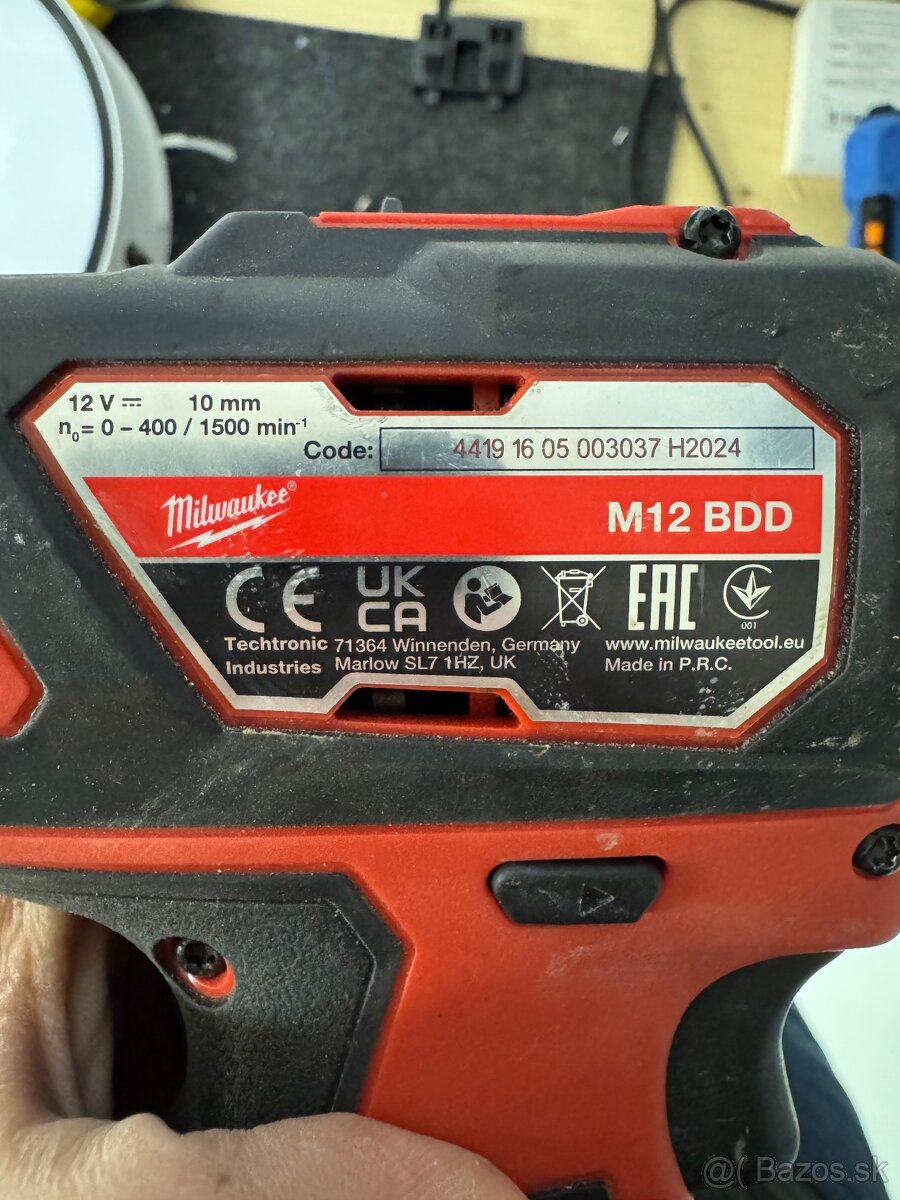 12 V ⎓ 10 mm
n₀= 0 – 400 / 1500 min⁻¹
Code: 4419 16 05 003037 H2024
Milwaukee®
M12 BDD
CE UK CA EAC
001
Techtronic Industries
71364 Winnenden, Germany
Marlow SL7 1HZ, UK
www.milwaukeetool.eu
Made in P.R.C.
@( Bazos.sk